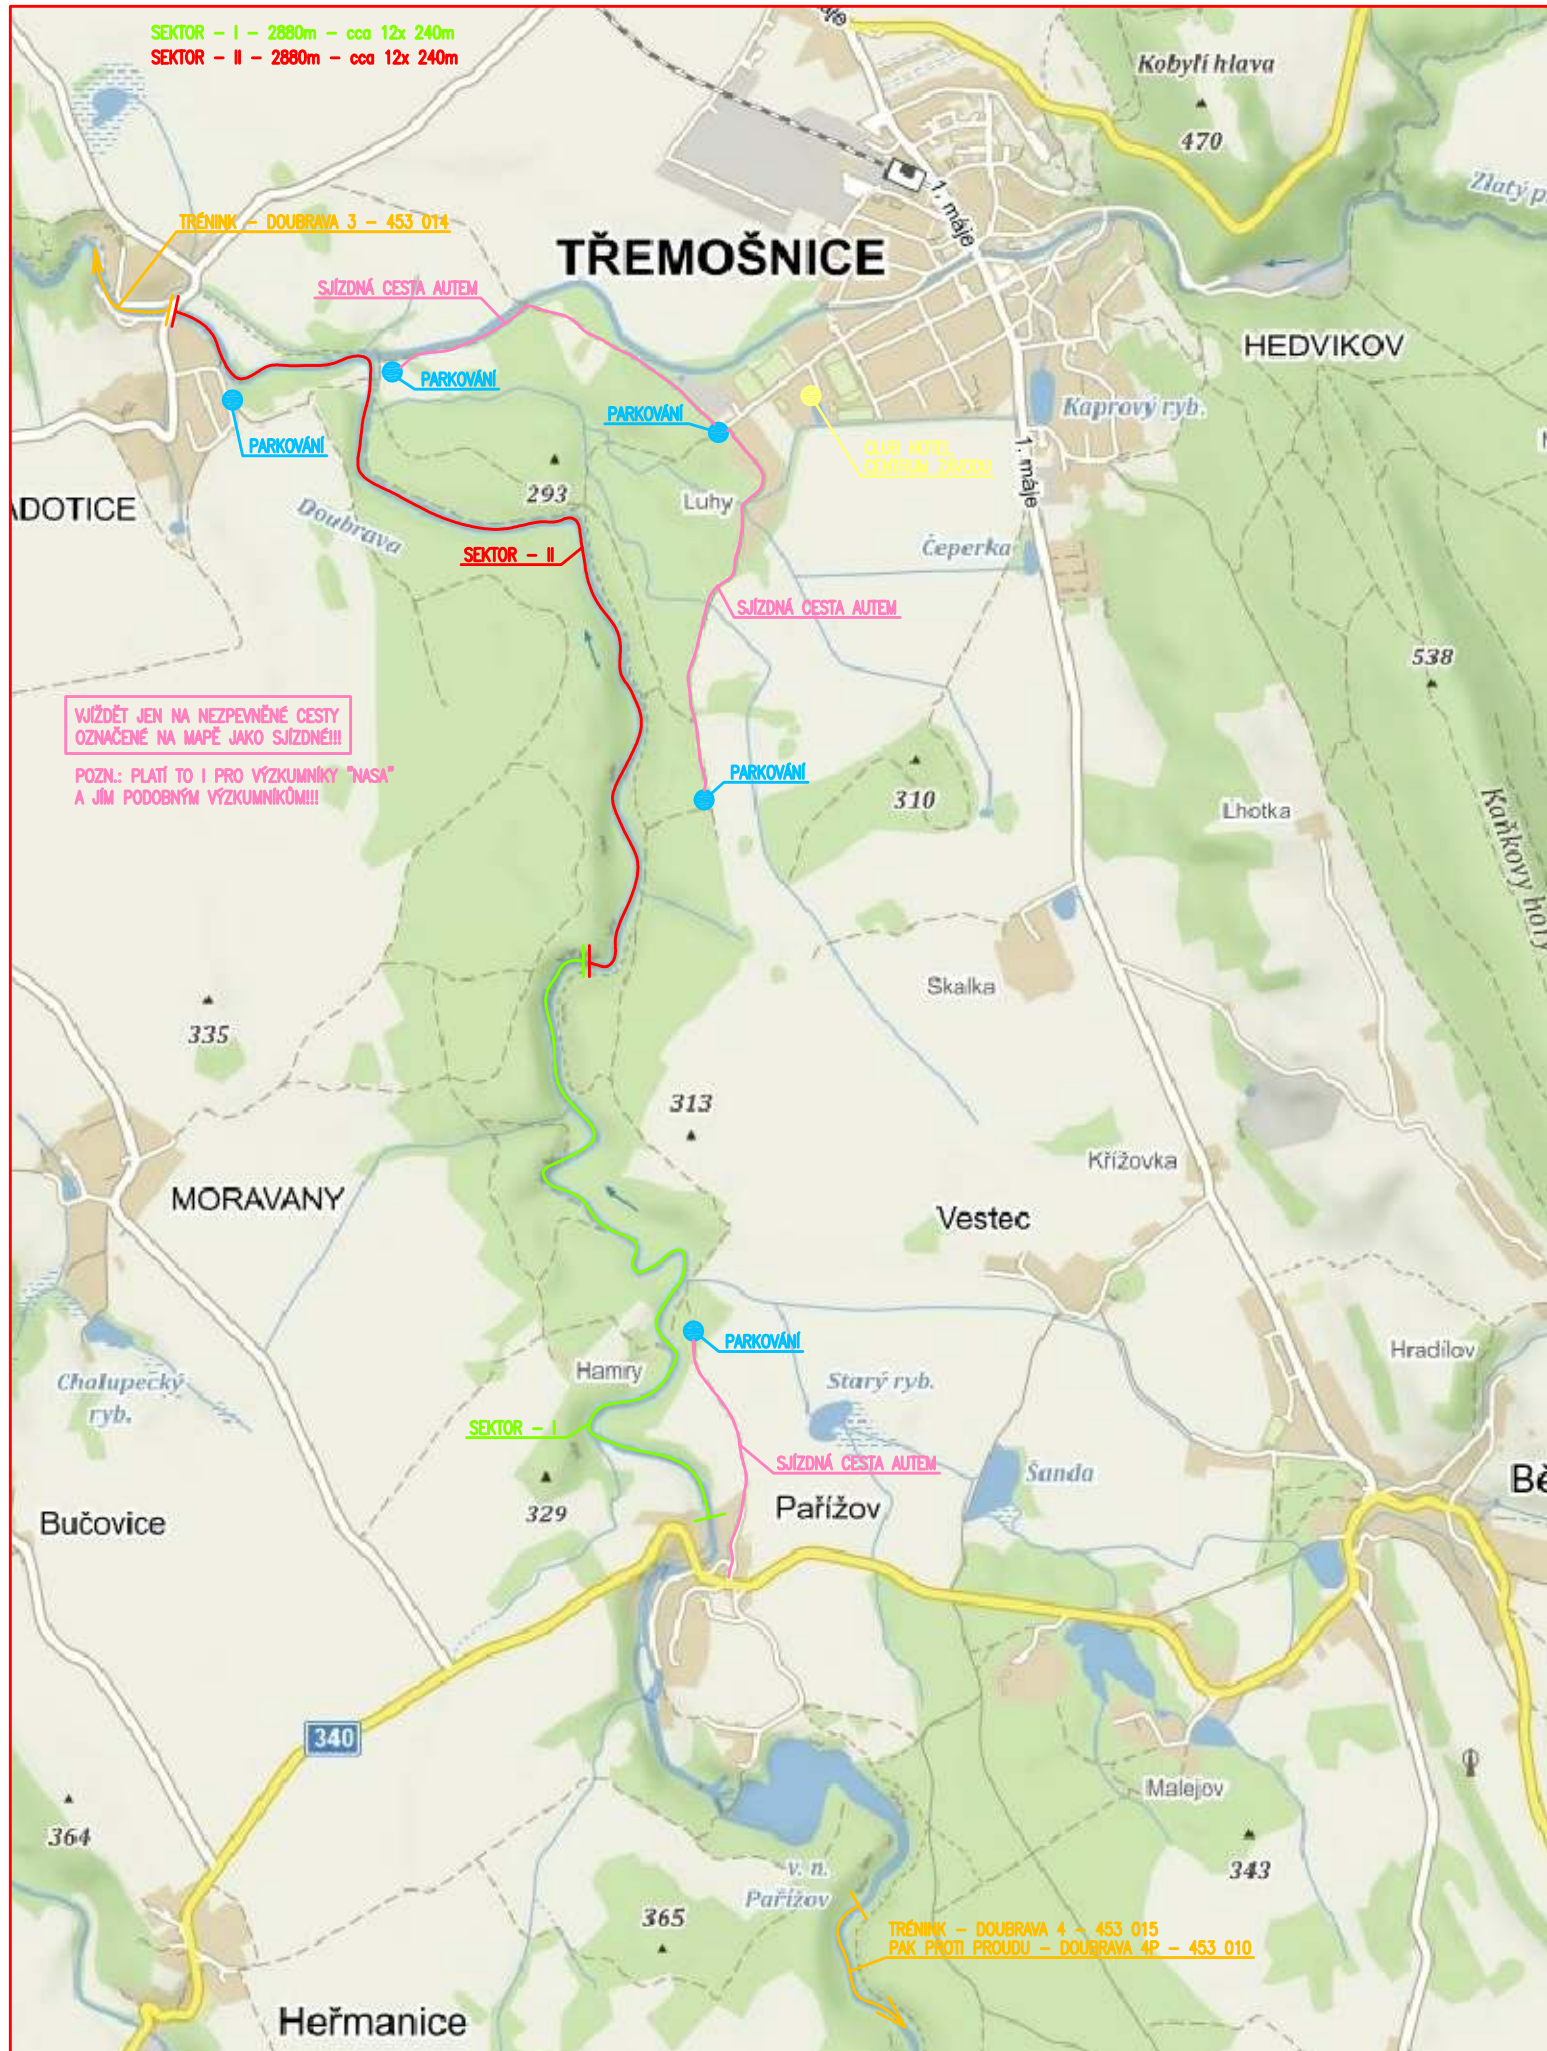 SEKTOR - I - 2880m - cca 12x 240m
SEKTOR - II - 2880m - cca 12x 240m
Kobylí hlava
470
1. máje
TRÉNINK - DOUBRAVA 3 - 453 014
TŘEMOŠNICE
SJÍZDNÁ CESTA AUTEM
HEDVIKOV
PARKOVÁNÍ
PARKOVÁNÍ
Kaprový ryb.
PARKOVÁNÍ
CLUB HOTEL
CENTRUM ZÁVODU
1. máje
293
Luhy
Doubrava
Čeperka
SEKTOR - II
SJÍZDNÁ CESTA AUTEM
538
VJÍŽDĚT JEN NA NEZPEVNĚNÉ CESTY
OZNAČENÉ NA MAPĚ JAKO SJÍZDNÉ!!!
POZN.: PLATÍ TO I PRO VÝZKUMNÍKY "NASA"
A JÍM PODOBNÝM VÝZKUMNÍKŮM!!!
PARKOVÁNÍ
310
Lhotka
Kaňkovy hory
Skalka
335
313
Křížovka
MORAVANY
Vestec
PARKOVÁNÍ
Hamry
Hradilov
Chalupecký
ryb.
Starý ryb.
SEKTOR - I
SJÍZDNÁ CESTA AUTEM
Šanda
329
Pařížov
Bučovice
340
Malejov
364
343
v. n.
Pařížov
365
TRÉNINK - DOUBRAVA 4 - 453 015
PAK PROTI PROUDU - DOUBRAVA 4P - 453 010
Heřmanice